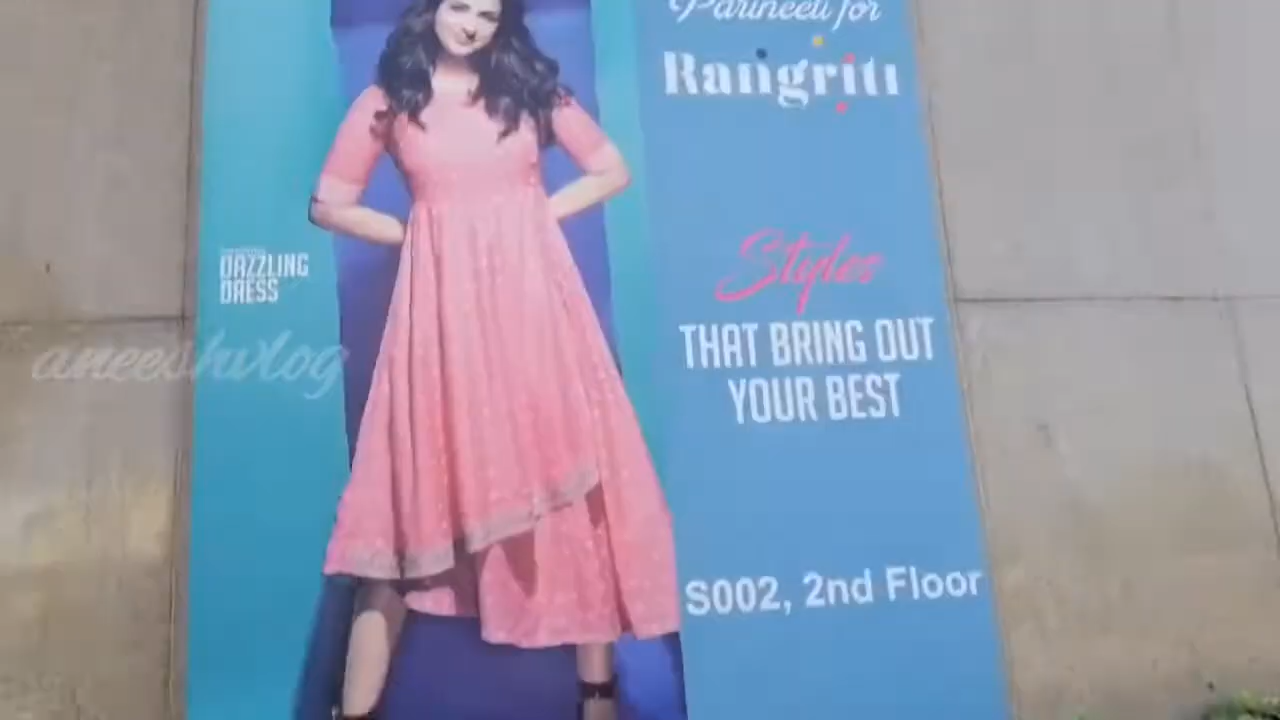 Parineeti for
Rangriti
DAZZLING
DRESS
aneeshvlog
Styles
THAT BRING OUT
YOUR BEST
S002, 2nd Floor